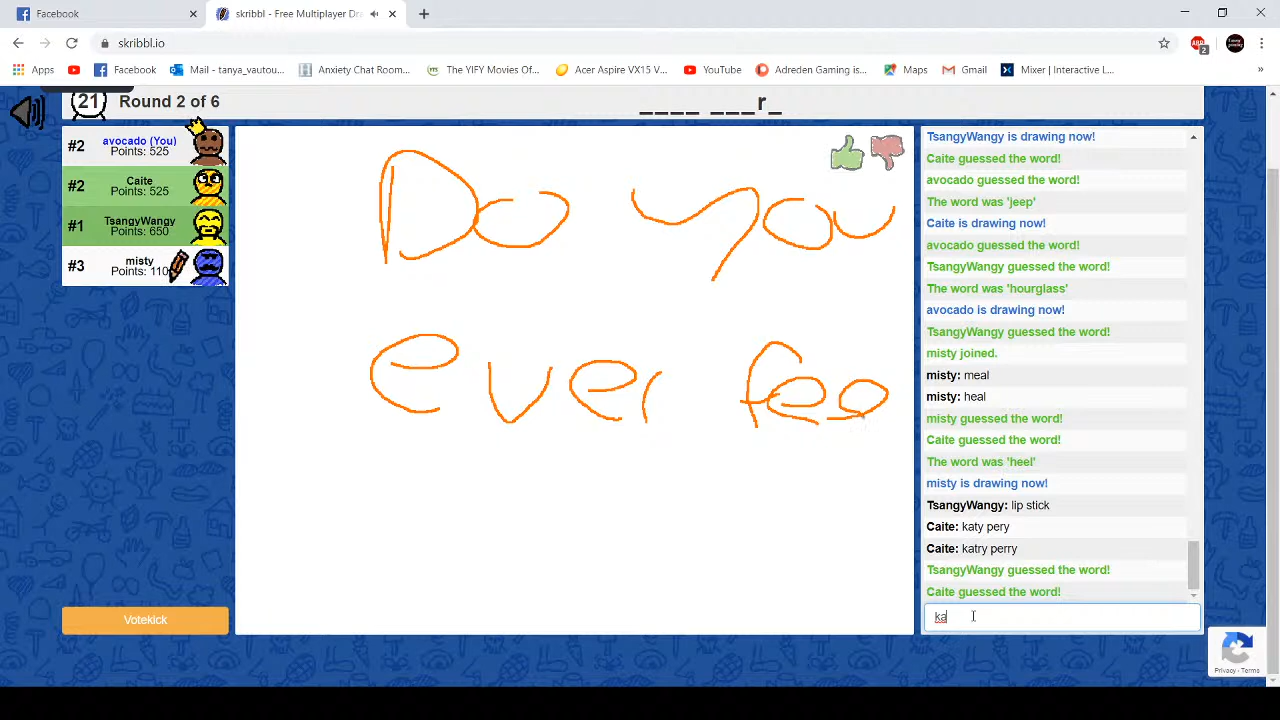 Facebook
skribbl - Free Multiplayer Dra
skribbl.io
2
Apps
Facebook
Mail - tanya_vautou...
Anxiety Chat Room...
The YIFY Movies Of...
Acer Aspire VX15 V...
YouTube
Adreden Gaming is...
Maps
Gmail
Mixer | Interactive L...
»
21
Round 2 of 6
____ ___r_
#2
avocado (You)
Points: 525
#2
Caite
Points: 525
#1
TsangyWangy
Points: 650
#3
misty
Points: 110
Votekick
Do you
ever fee
TsangyWangy is drawing now!
Caite guessed the word!
avocado guessed the word!
The word was 'jeep'
Caite is drawing now!
avocado guessed the word!
TsangyWangy guessed the word!
The word was 'hourglass'
avocado is drawing now!
TsangyWangy guessed the word!
misty joined.
misty: meal
misty: heal
misty guessed the word!
Caite guessed the word!
The word was 'heel'
misty is drawing now!
TsangyWangy: lip stick
Caite: katy pery
Caite: katry perry
TsangyWangy guessed the word!
Caite guessed the word!
ka
Privacy - Terms